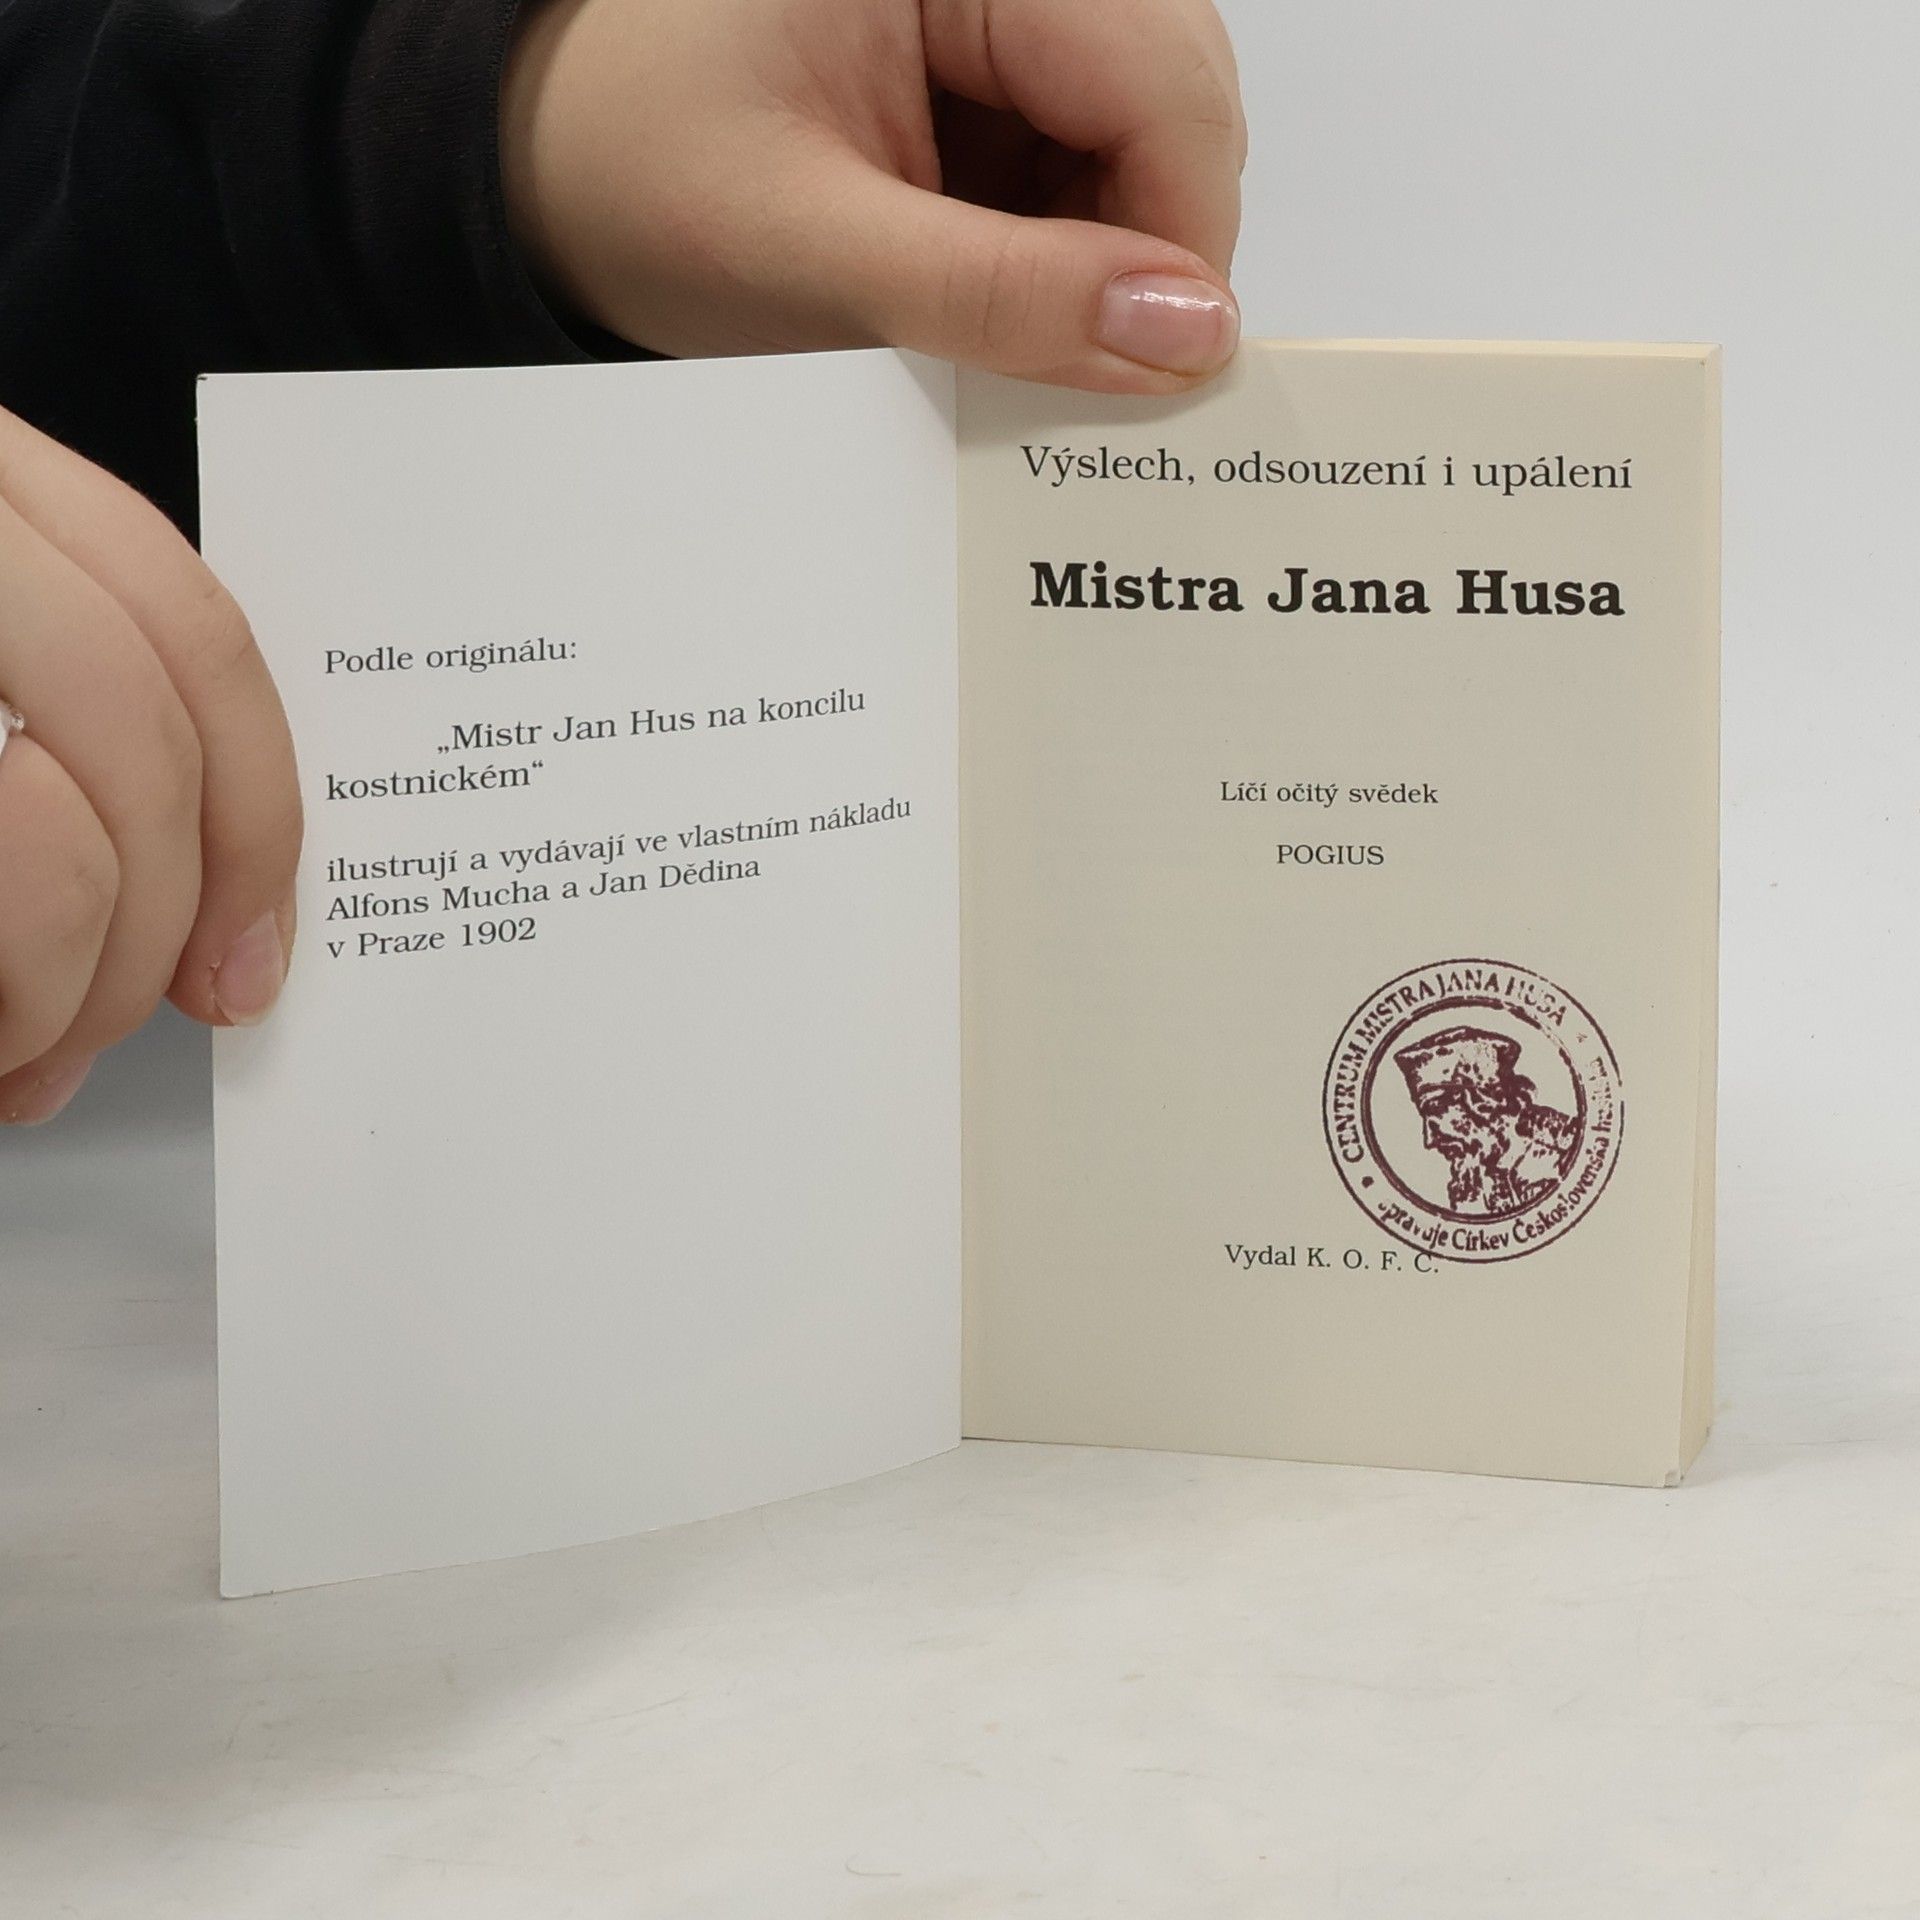 Podle originálu:
„Mistr Jan Hus na koncilu
kostnickém“
ilustrují a vydávají ve vlastním nákladu
Alfons Mucha a Jan Dědina
v Praze 1902
Výslech, odsouzení i upálení
Mistra Jana Husa
Líčí očitý svědek
POGIUS
CENTRUM MISTRA JANA HUSA
spravuje Církev Československá husitská
Vydal K. O. F. C.